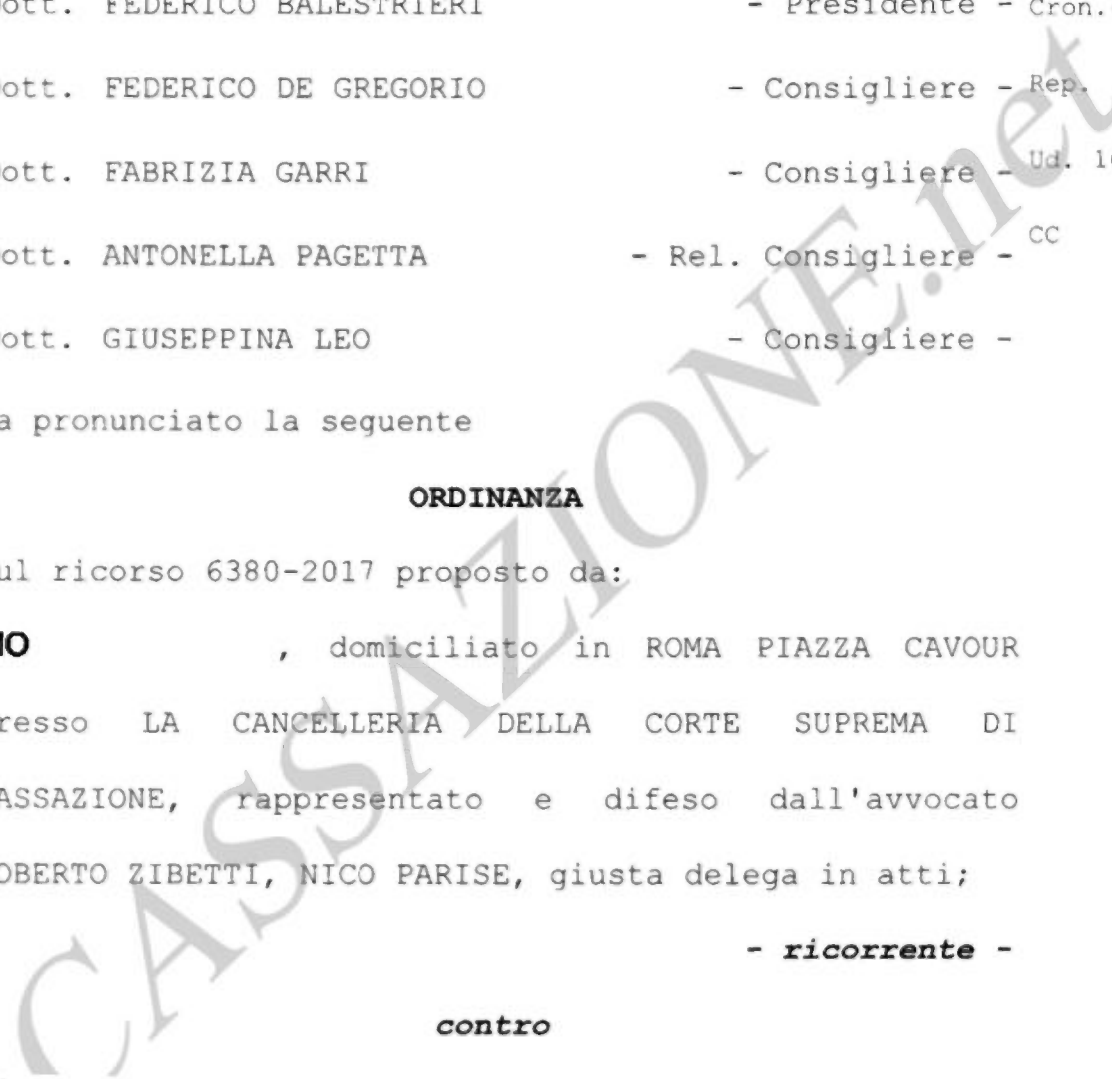 ott. FEDERICO BALESTRIERI - Presidente - Cron.
ott. FEDERICO DE GREGORIO - Consigliere - Rep.
ott. FABRIZIA GARRI - Consigliere - Ud. 1
ott. ANTONELLA PAGETTA - Rel. Consigliere - CC
ott. GIUSEPPINA LEO - Consigliere -
a pronunciato la seguente
ORDINANZA
ul ricorso 6380-2017 proposto da:
IO , domiciliato in ROMA PIAZZA CAVOUR
resso LA CANCELLERIA DELLA CORTE SUPREMA DI
ASSAZIONE, rappresentato e difeso dall'avvocato
OBERTO ZIBETTI, NICO PARISE, giusta delega in atti;
- ricorrente -
contro
CASSAZIONE.net